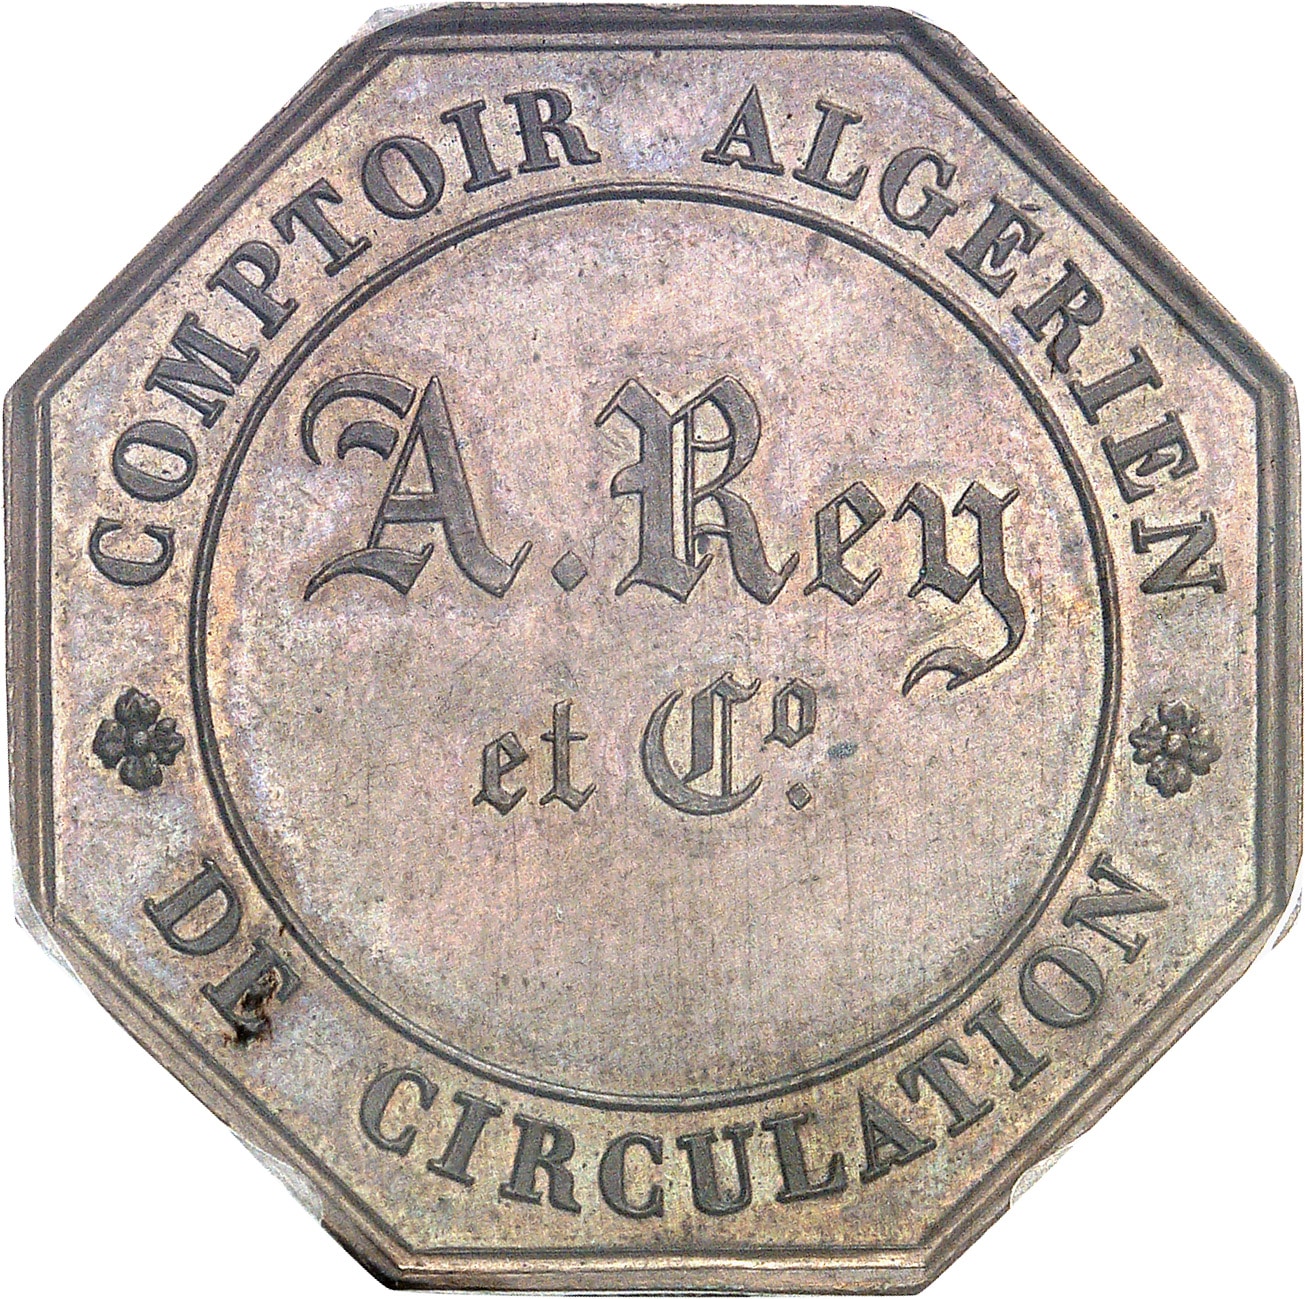 COMPTOIR ALGÉRIEN
A. Rey
et Co.
DE CIRCULATION